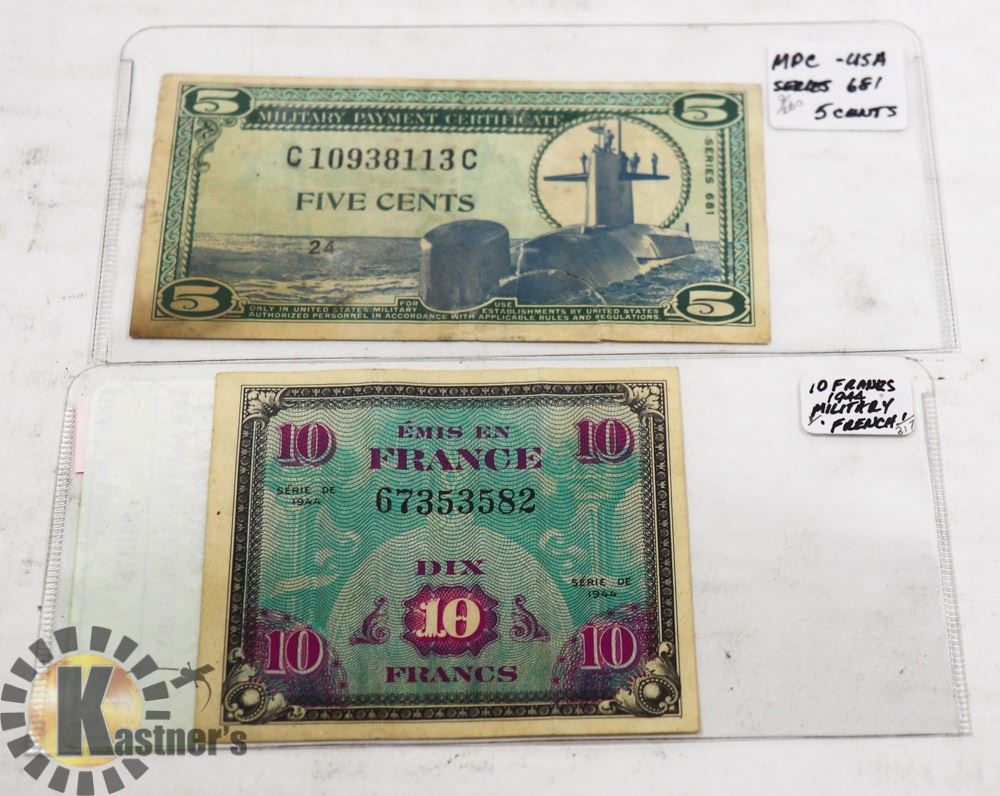 MPC - USA
SERIES 681
5 CENTS
5 5
MILITARY PAYMENT CERTIFICATE
C10938113C
FIVE CENTS
SERIES 681
24
5 5
ONLY IN UNITED STATES MILITARY FOR USE ESTABLISHMENTS BY UNITED STATES
AUTHORIZED PERSONNEL IN ACCORDANCE WITH APPLICABLE RULES AND REGULATIONS.
10 FRANCS
1944
MILITARY
FRENCH
10 ÉMIS EN 10
FRANCE
SÉRIE DE
1944
67353582
DIX
SÉRIE DE
1944
10
10 10
FRANCS
Kastner's